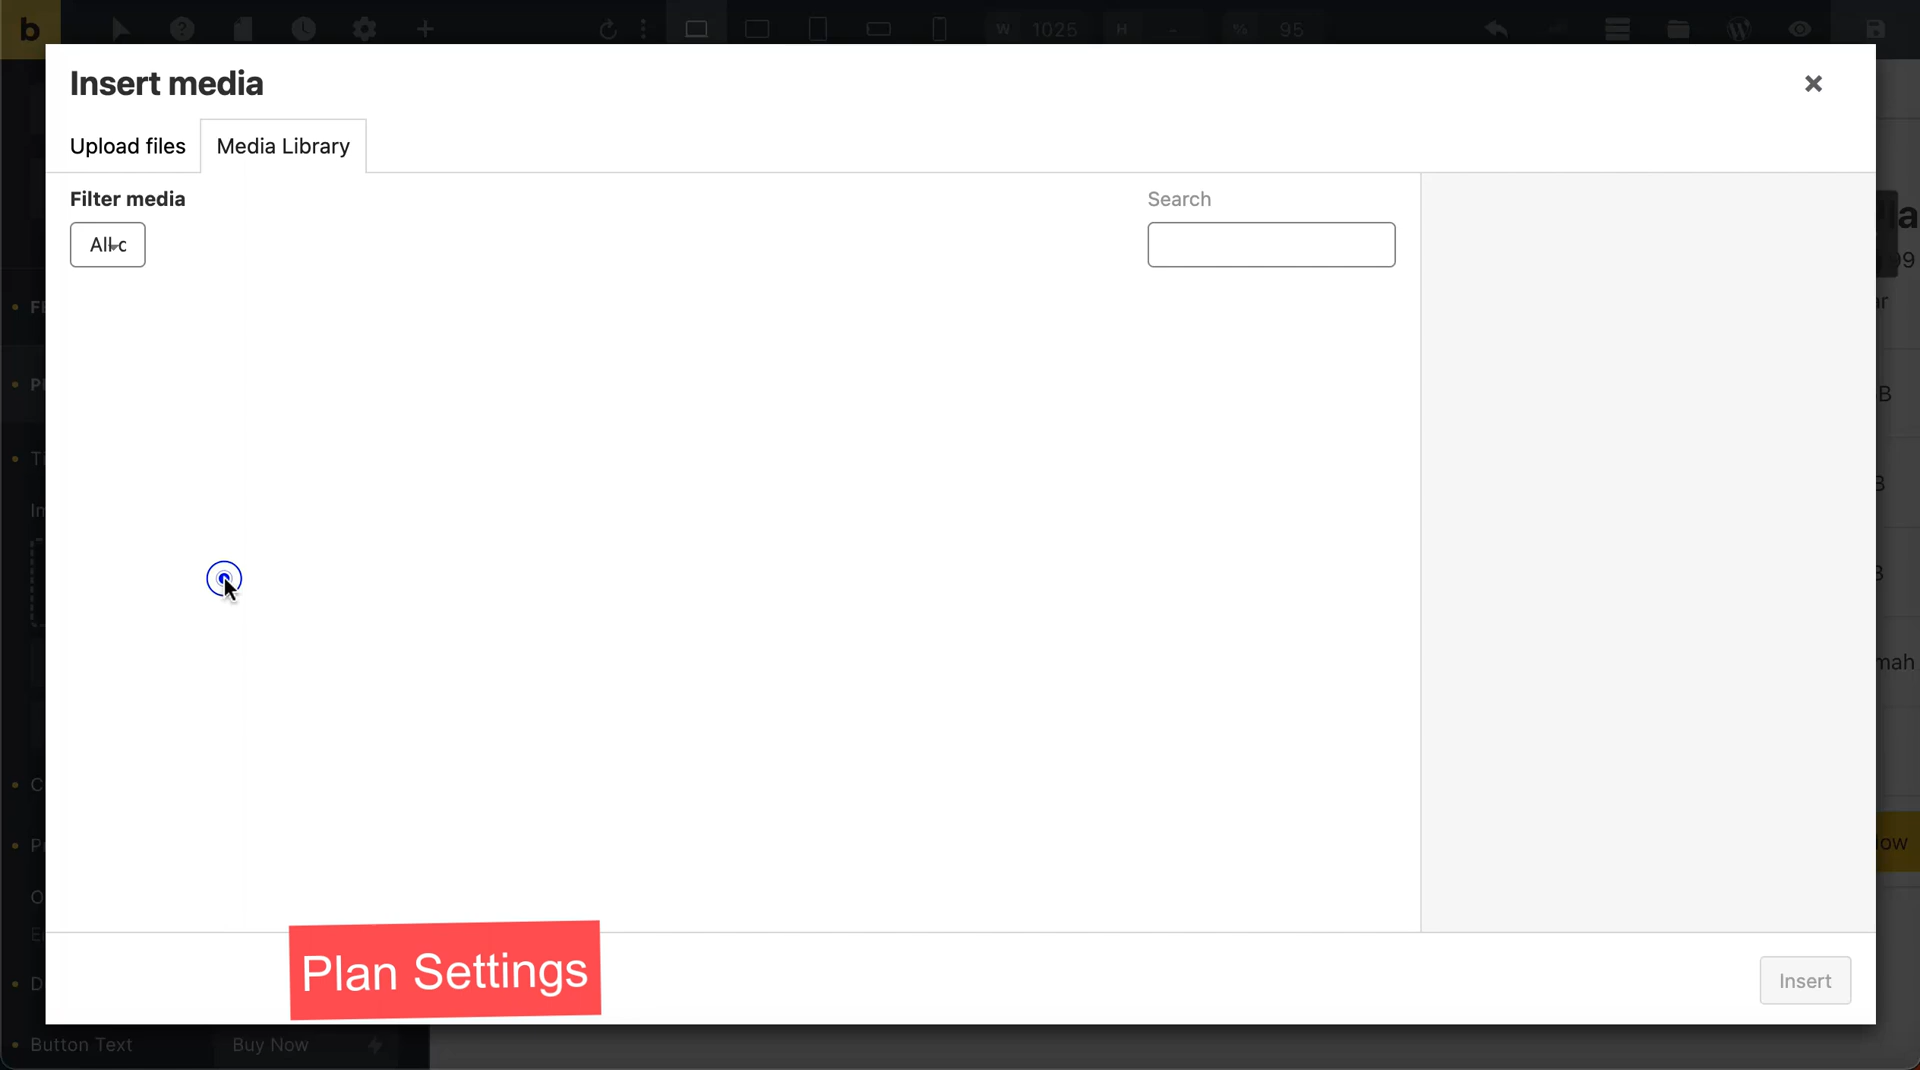 b
W 1025 H - % 95
Insert media
Upload files
Media Library
Filter media
Search
All c
Plan Settings
Insert
Button Text
Buy Now